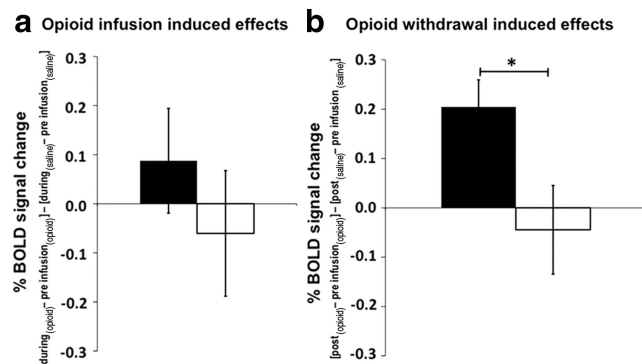 a Opioid infusion induced effects
% BOLD signal change
[during(opioid)– pre infusion(opioid)] – [during(saline)– pre infusion(saline)]
0.3
0.2
0.1
0.0
-0.1
-0.2
-0.3
b Opioid withdrawal induced effects
% BOLD signal change
[post(opioid)– pre infusion(opioid)] – [post(saline)– pre infusion(saline)]
0.3
0.2
0.1
0.0
-0.1
-0.2
-0.3
*